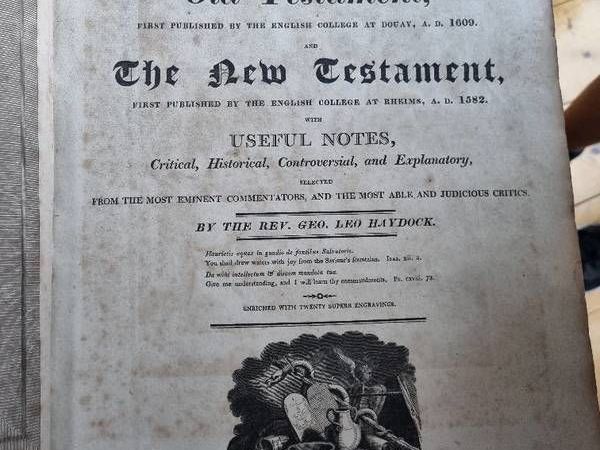 Old Testament,
FIRST PUBLISHED BY THE ENGLISH COLLEGE AT DOUAY, A. D. 1609.
AND
The New Testament,
FIRST PUBLISHED BY THE ENGLISH COLLEGE AT RHEIMS, A. D. 1582.
WITH
USEFUL NOTES,
Critical, Historical, Controversial, and Explanatory,
SELECTED
FROM THE MOST EMINENT COMMENTATORS, AND THE MOST ABLE AND JUDICIOUS CRITICS.
BY THE REV. GEO. LEO HAYDOCK.
Haurietis aquas in gaudio de fontibus Salvatoris.
You shall draw waters with joy from the Saviour's fountains. Isai. xii. 3.
Da mihi intellectum & discam mandata tua.
Give me understanding, and I will learn thy commandments. Ps. cxviii. 73.
ENRICHED WITH TWENTY SUPERB ENGRAVINGS.